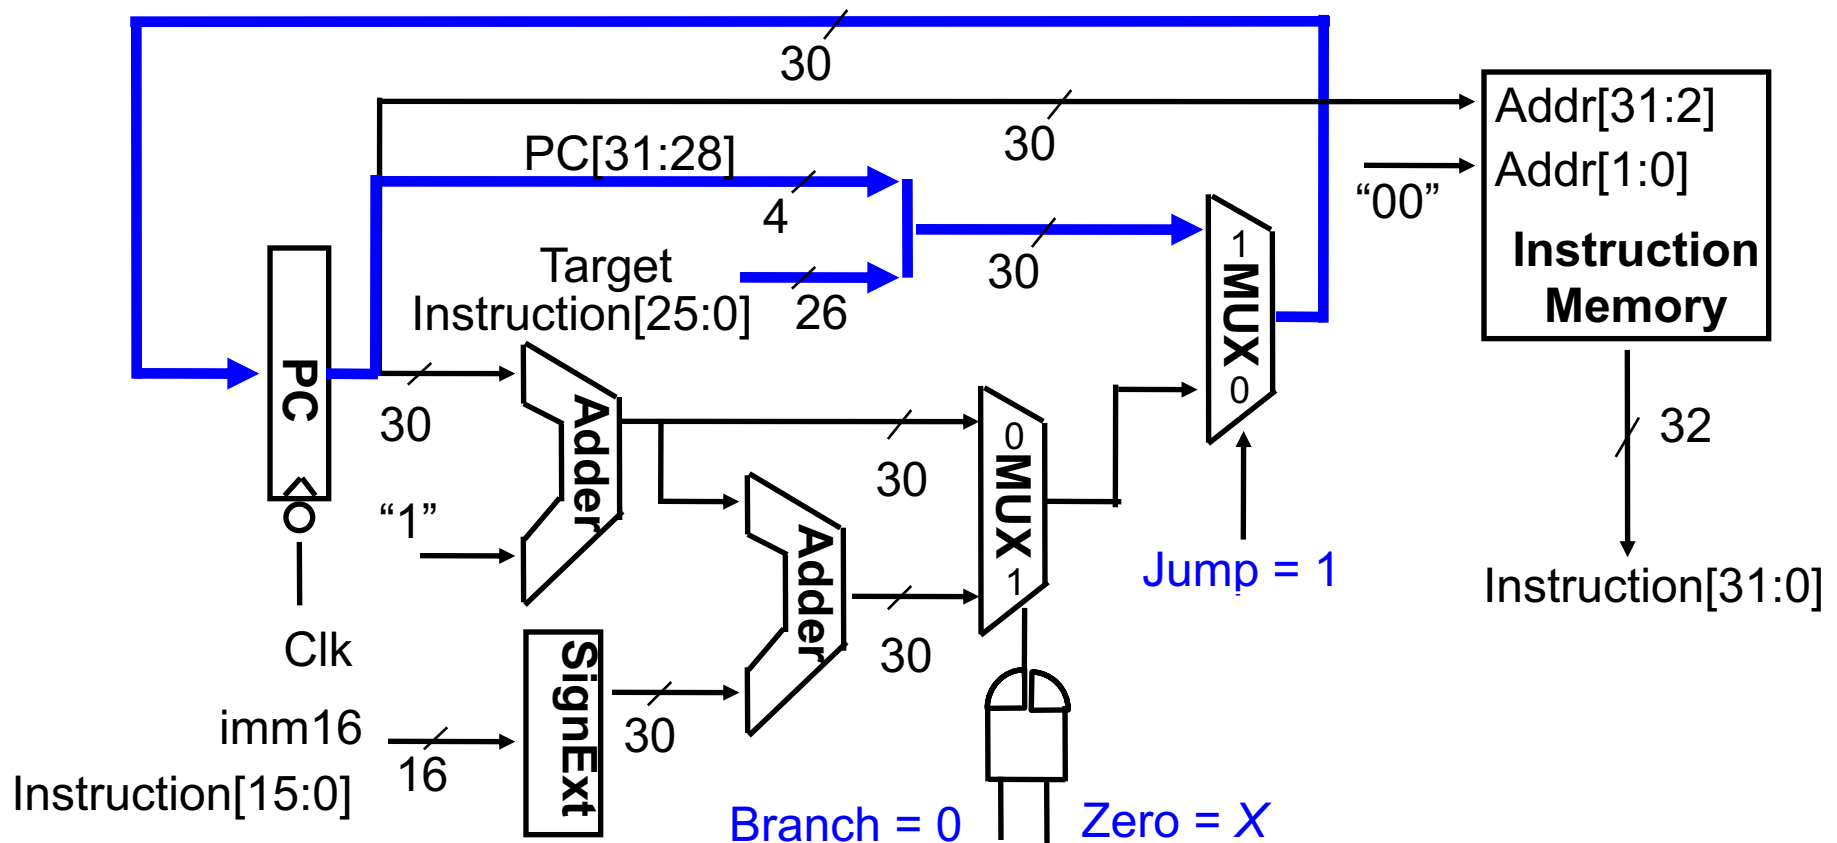 30
30
Addr[31:2]
PC[31:28]
4
Addr[1:0]
“00”
Target
Instruction[25:0]
26
30
1
MUX
0
Instruction
Memory
PC
30
Adder
30
0
MUX
1
32
“1”
Adder
Jump = 1
Instruction[31:0]
Clk
SignExt
30
30
imm16
16
Instruction[15:0]
Branch = 0
Zero = X